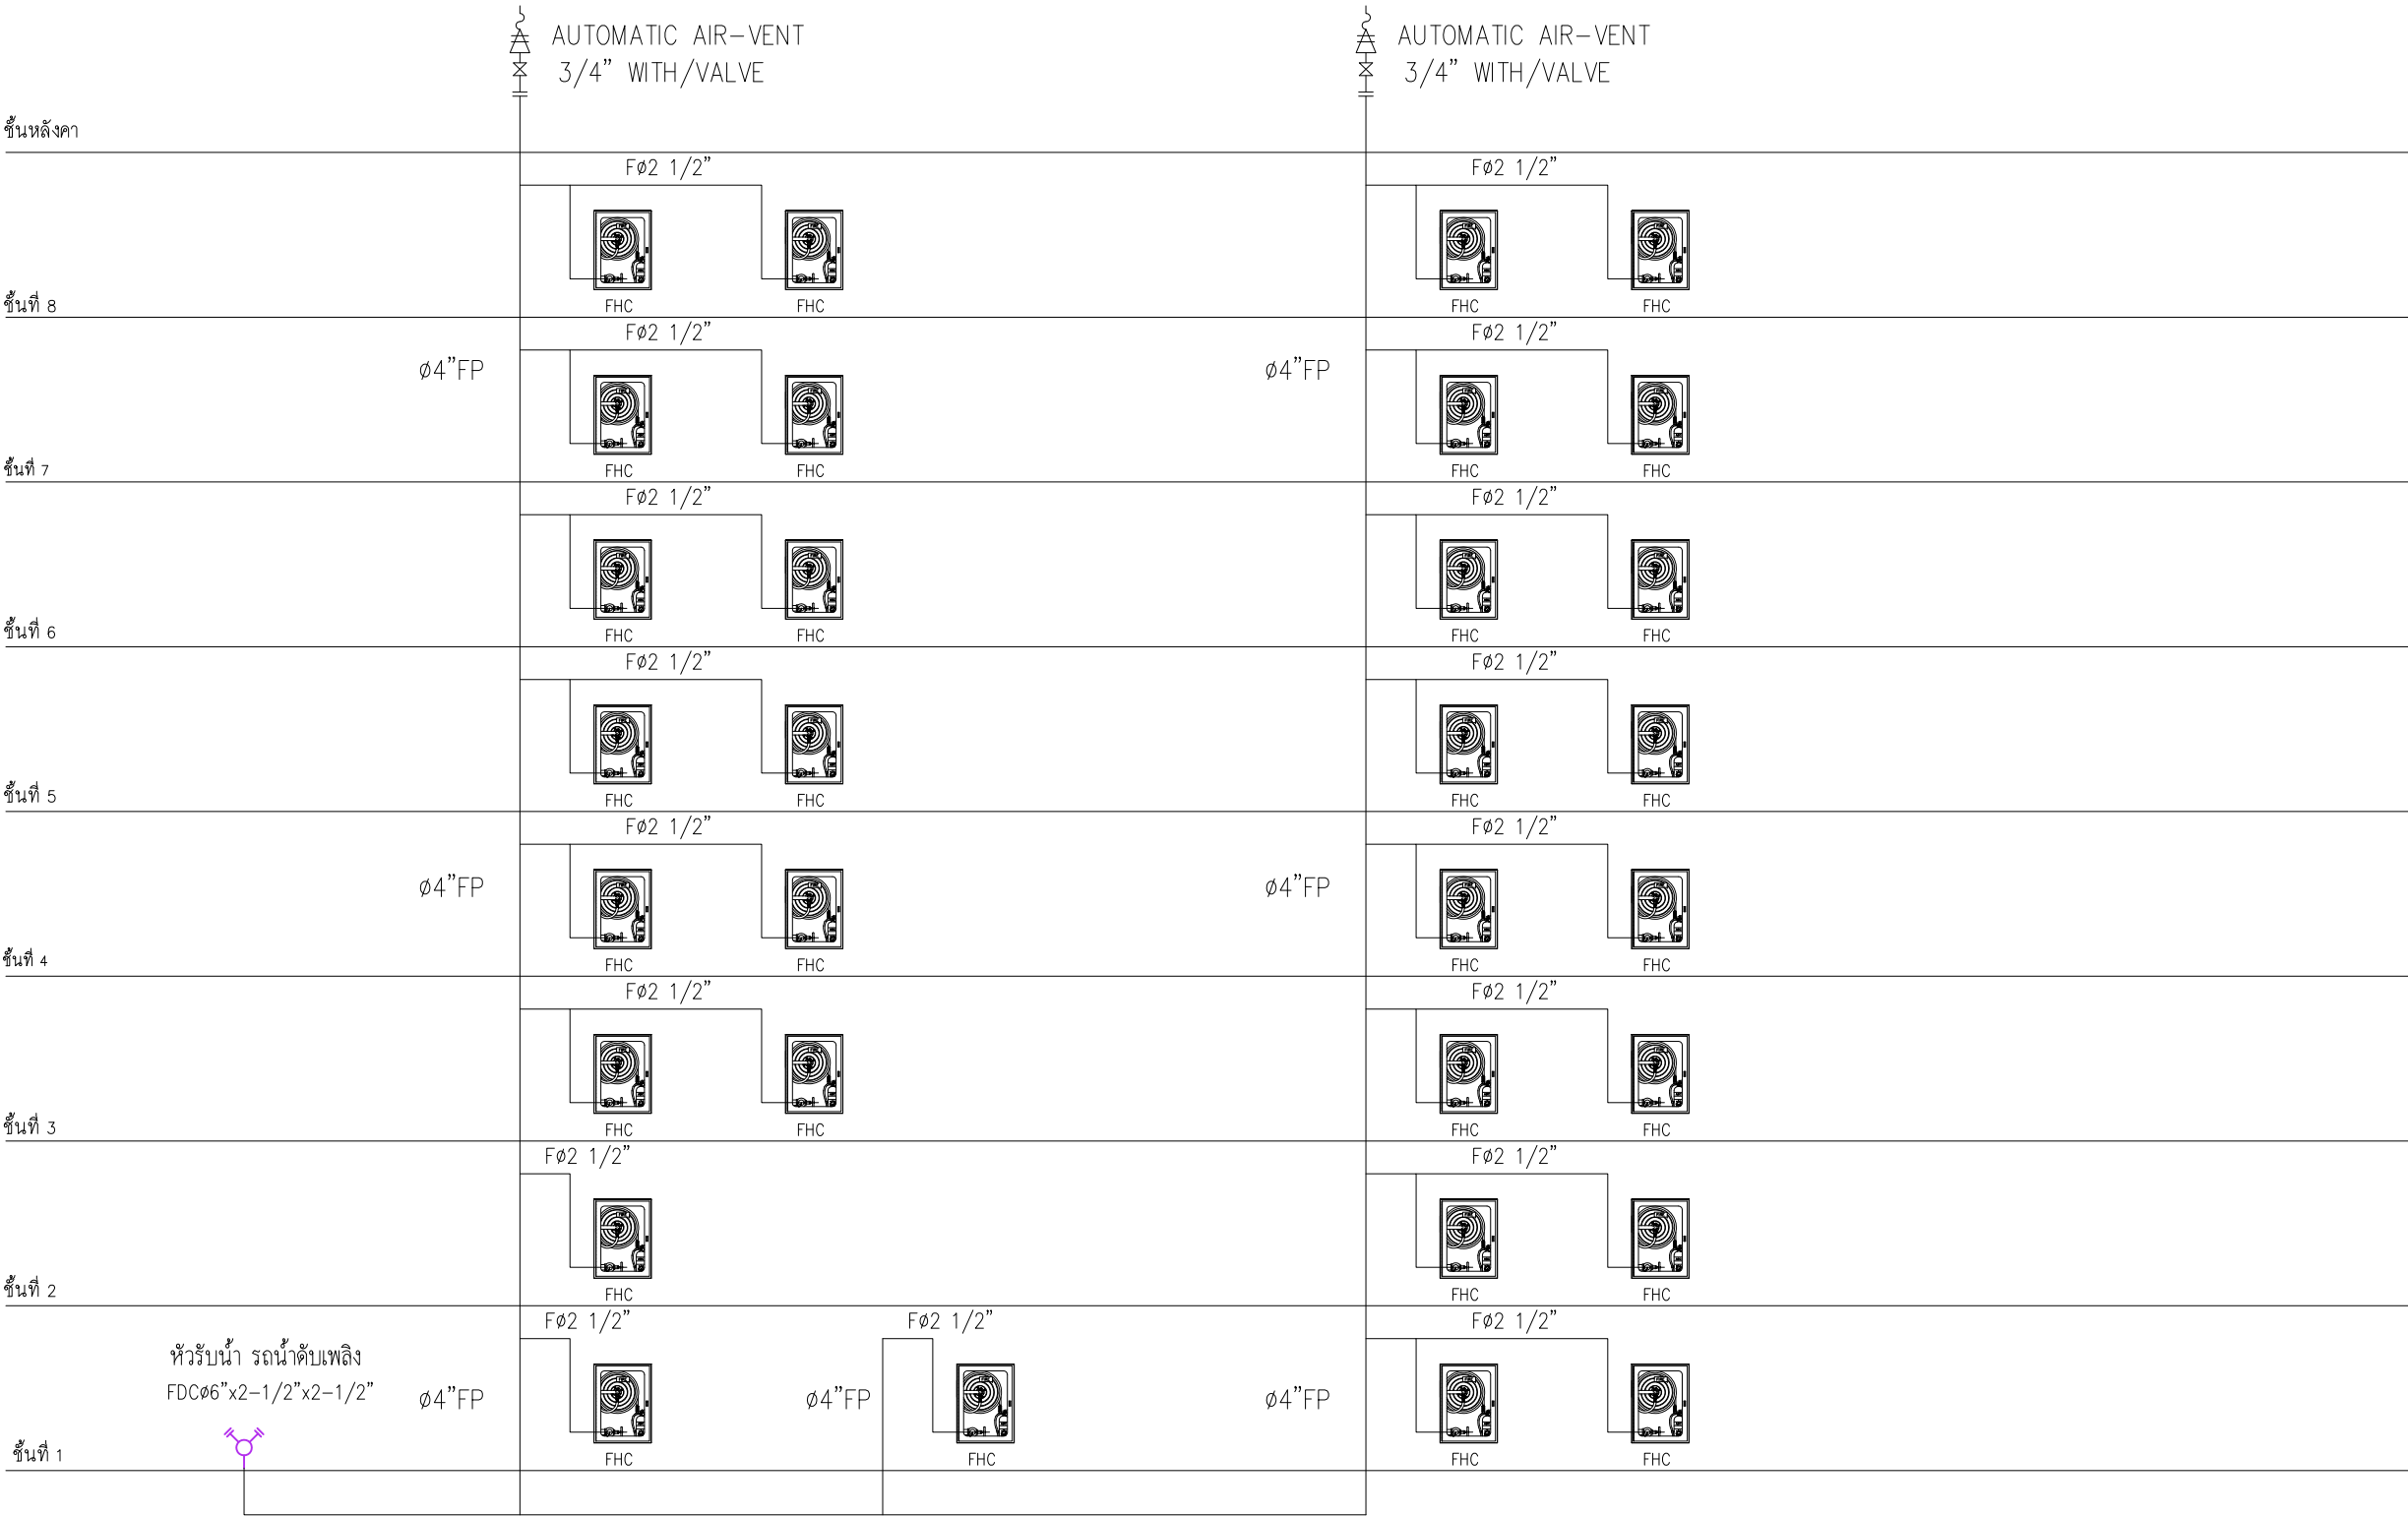 AUTOMATIC AIR-VENT
3/4" WITH/VALVE
AUTOMATIC AIR-VENT
3/4" WITH/VALVE
ชั้นหลังคา
Fø2 1/2"
Fø2 1/2"
FHC
FHC
FHC
FHC
ชั้นที่ 8
Fø2 1/2"
Fø2 1/2"
ø4"FP
ø4"FP
FHC
FHC
FHC
FHC
ชั้นที่ 7
Fø2 1/2"
Fø2 1/2"
FHC
FHC
FHC
FHC
ชั้นที่ 6
Fø2 1/2"
Fø2 1/2"
FHC
FHC
FHC
FHC
ชั้นที่ 5
Fø2 1/2"
Fø2 1/2"
ø4"FP
ø4"FP
FHC
FHC
FHC
FHC
ชั้นที่ 4
Fø2 1/2"
Fø2 1/2"
FHC
FHC
FHC
FHC
ชั้นที่ 3
Fø2 1/2"
Fø2 1/2"
FHC
FHC
FHC
ชั้นที่ 2
Fø2 1/2"
Fø2 1/2"
Fø2 1/2"
หัวรับน้ำ รถน้ำดับเพลิง
FDCø6"x2-1/2"x2-1/2"
ø4"FP
ø4"FP
ø4"FP
FHC
FHC
FHC
FHC
ชั้นที่ 1